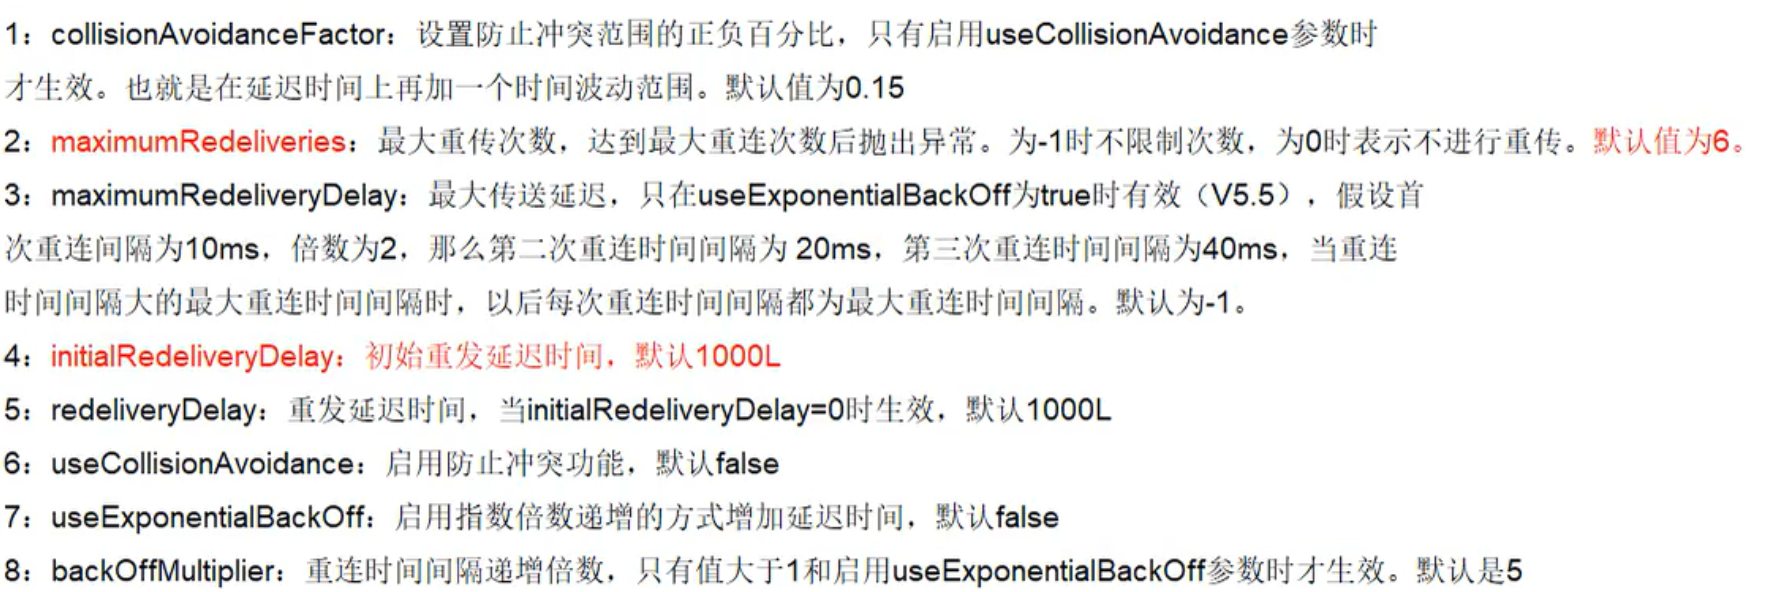 1：collisionAvoidanceFactor：设置防止冲突范围的正负百分比，只有启用useCollisionAvoidance参数时
才生效。也就是在延迟时间上再加一个时间波动范围。默认值为0.15
2：maximumRedeliveries：最大重传次数，达到最大重连次数后抛出异常。为-1时不限制次数，为0时表示不进行重传。默认值为6。
3：maximumRedeliveryDelay：最大传送延迟，只在useExponentialBackOff为true时有效（V5.5），假设首
次重连间隔为10ms，倍数为2，那么第二次重连时间间隔为 20ms，第三次重连时间间隔为40ms，当重连
时间间隔大的最大重连时间间隔时，以后每次重连时间间隔都为最大重连时间间隔。默认为-1。
4：initialRedeliveryDelay：初始重发延迟时间，默认1000L
5：redeliveryDelay：重发延迟时间，当initialRedeliveryDelay=0时生效，默认1000L
6：useCollisionAvoidance：启用防止冲突功能，默认false
7：useExponentialBackOff：启用指数倍数递增的方式增加延迟时间，默认false
8：backOffMultiplier：重连时间间隔递增倍数，只有值大于1和启用useExponentialBackOff参数时才生效。默认是5